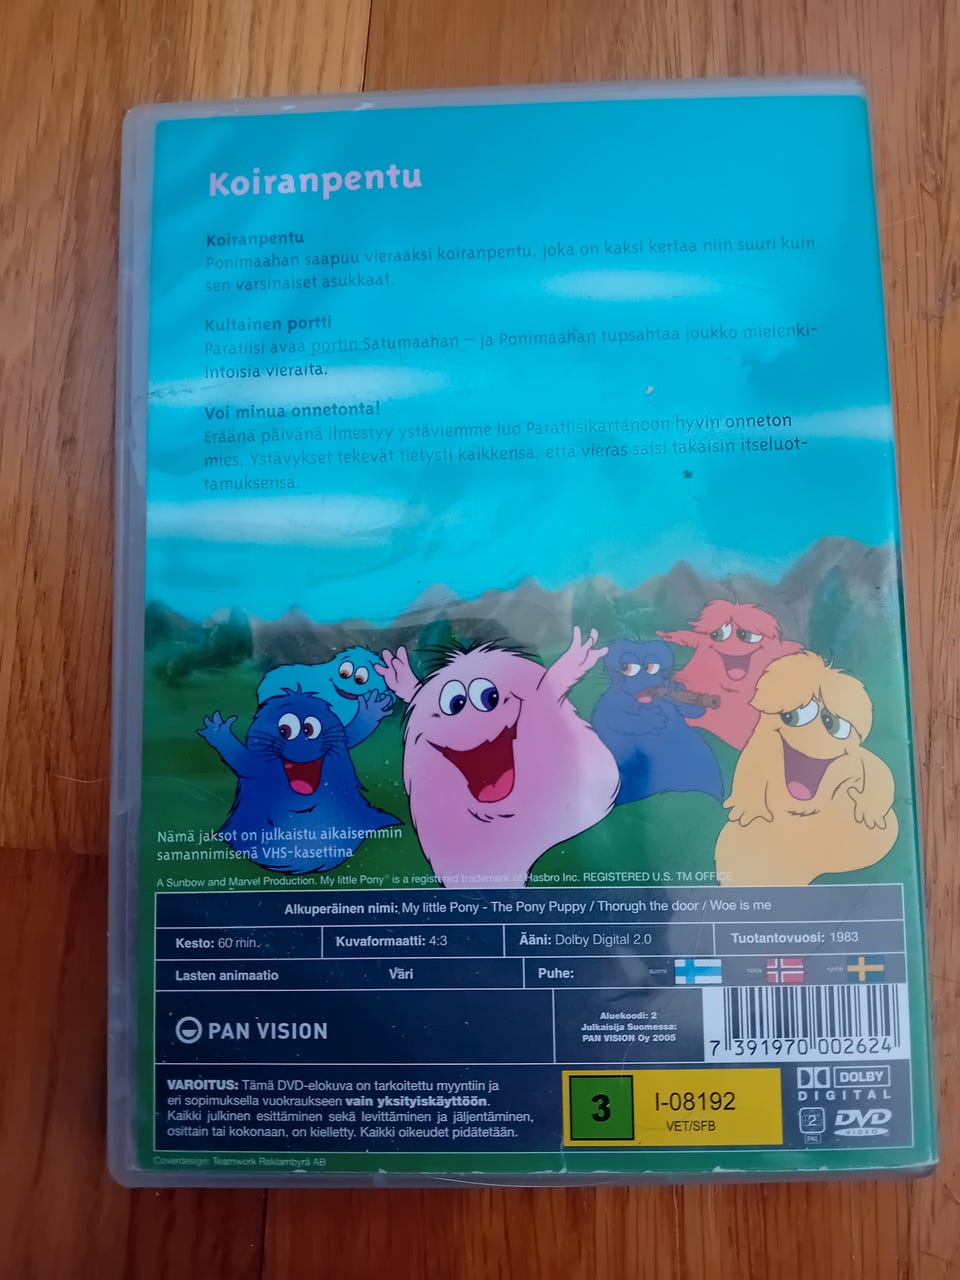 Koiranpentu
Koiranpentu
Ponimaahan saapuu vieraaksi koiranpentu, joka on kaksi kertaa niin suuri kuin
sen varsinaiset asukkaat.
Kultainen portti
Paratiisi avaa portin Satumaahan – ja Ponimaahan tupsahtaa joukko mielenki-
intoisia vieraita.
Voi minua onnetonta!
Eräänä päivänä ilmestyy ystäviemme luo Paratiisikartanoon hyvin onneton
mies. Ystävykset tekevät tietysti kaikkensa, että vieras saisi takaisin itseluot-
tamuksensa.
Nämä jaksot on julkaistu aikaisemmin
samannimisenä VHS-kasettina
A Sunbow and Marvel Production. My little Pony® is a registered trademark of Hasbro Inc. REGISTERED U.S. TM OFFICE
Alkuperäinen nimi: My little Pony - The Pony Puppy / Thorugh the door / Woe is me
Kesto: 60 min. Kuvaformaatti: 4:3 Ääni: Dolby Digital 2.0 Tuotantovuosi: 1983
Lasten animaatio Väri Puhe: suomi norja ruotsi
PAN VISION
Aluekoodi: 2
Julkaisija Suomessa:
PAN VISION Oy 2005
7 391970 002624
VAROITUS: Tämä DVD-elokuva on tarkoitettu myyntiin ja
eri sopimuksella vuokraukseen vain yksityiskäyttöön.
Kaikki julkinen esittäminen sekä levittäminen ja jäljentäminen,
osittain tai kokonaan, on kielletty. Kaikki oikeudet pidätetään.
3
I-08192
VET/SFB
DOLBY
DIGITAL
2
PAL
DVD
VIDEO
Coverdesign: Teamwork Reklambyrå AB